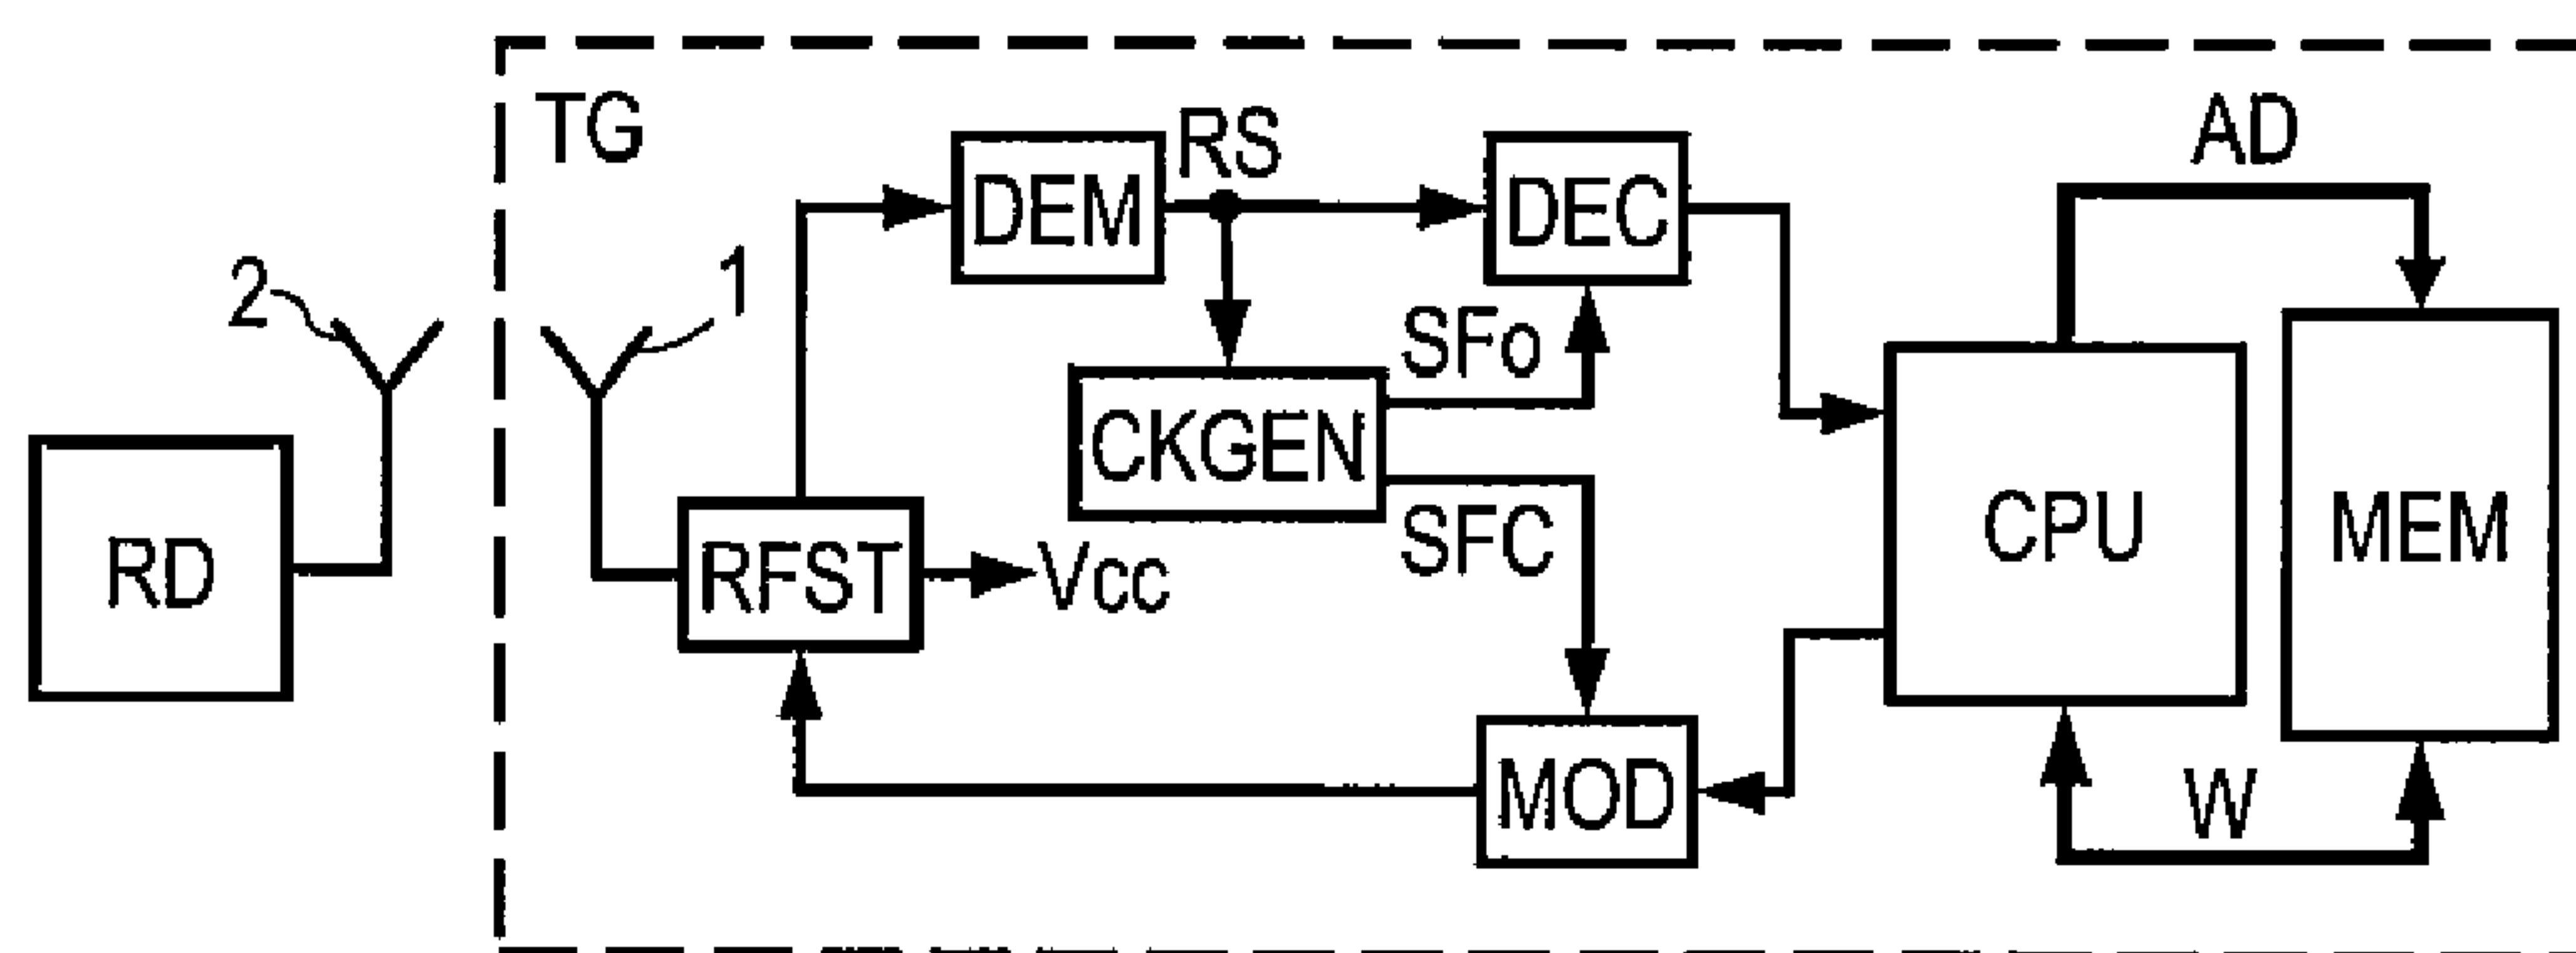 TG
RS
AD
DEM
DEC
2
1
SFo
CKGEN
SFC
CPU
MEM
RD
RFST
Vcc
MOD
W